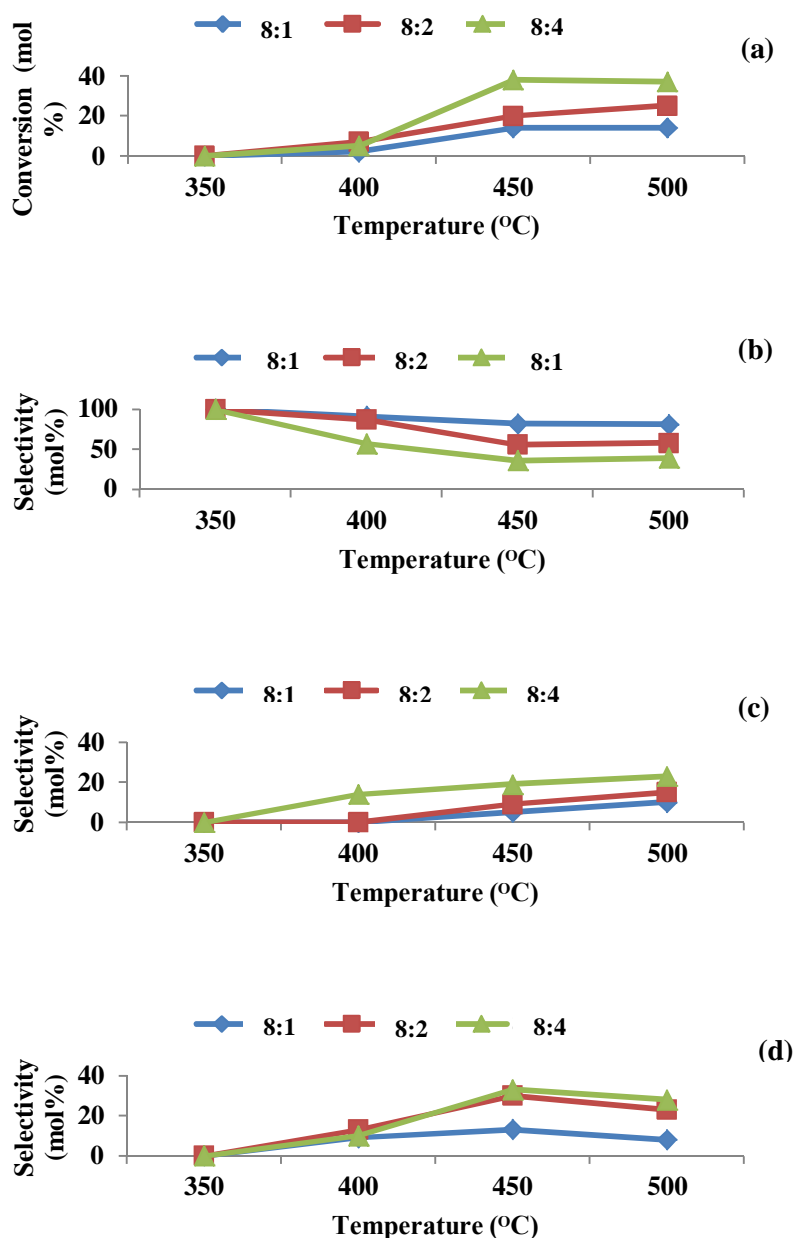 8:1 8:2 8:4
(a)
Conversion (mol
%)
40
20
0
350 400 450 500
Temperature (ᴼC)
8:1 8:2 8:1
(b)
Selectivity
(mol%)
100
50
0
350 400 450 500
Temperature (ᴼC)
8:1 8:2 8:4
(c)
Selectivity
(mol%)
40
20
0
350 400 450 500
Temperature (ᴼC)
8:1 8:2 8:4
(d)
Selectivity
(mol%)
40
20
0
350 400 450 500
Temperature (ᴼC)